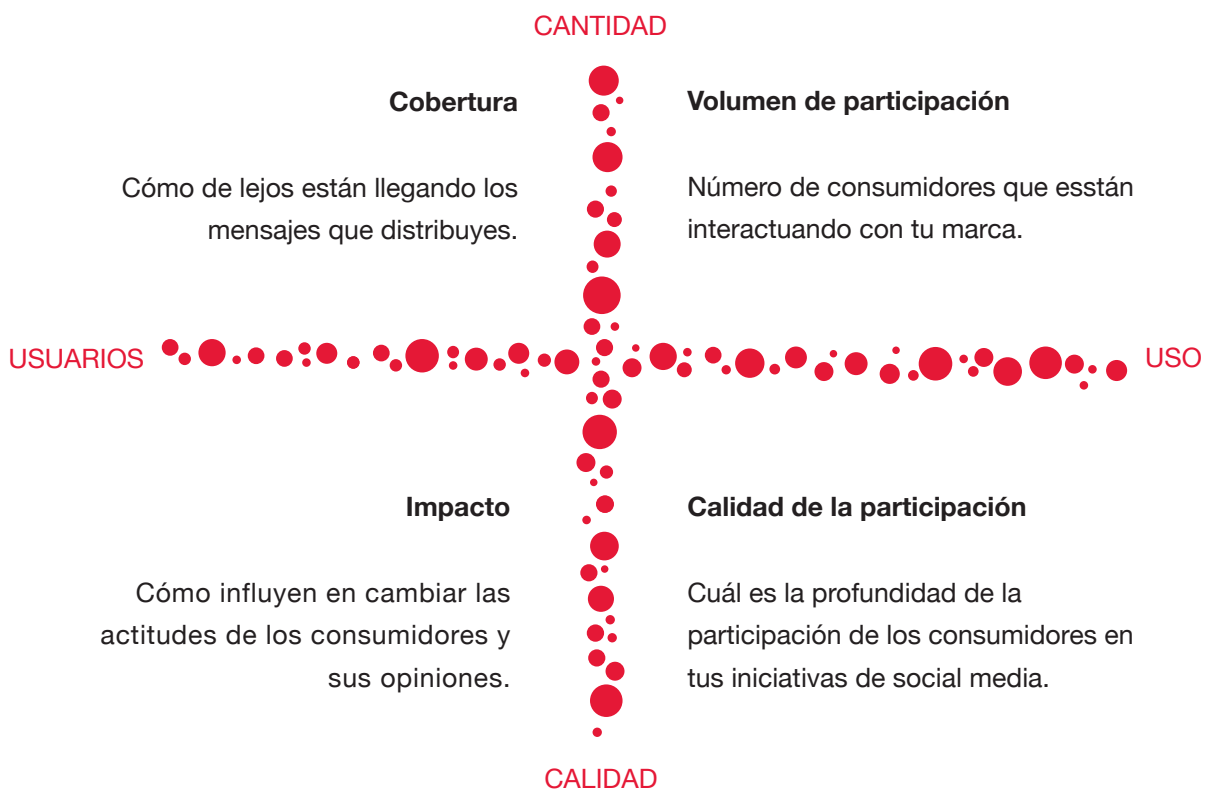 CANTIDAD
Cobertura
Cómo de lejos están llegando los
mensajes que distribuyes.
Volumen de participación
Número de consumidores que esstán
interactuando con tu marca.
USUARIOS
USO
Impacto
Cómo influyen en cambiar las
actitudes de los consumidores y
sus opiniones.
Calidad de la participación
Cuál es la profundidad de la
participación de los consumidores en
tus iniciativas de social media.
CALIDAD